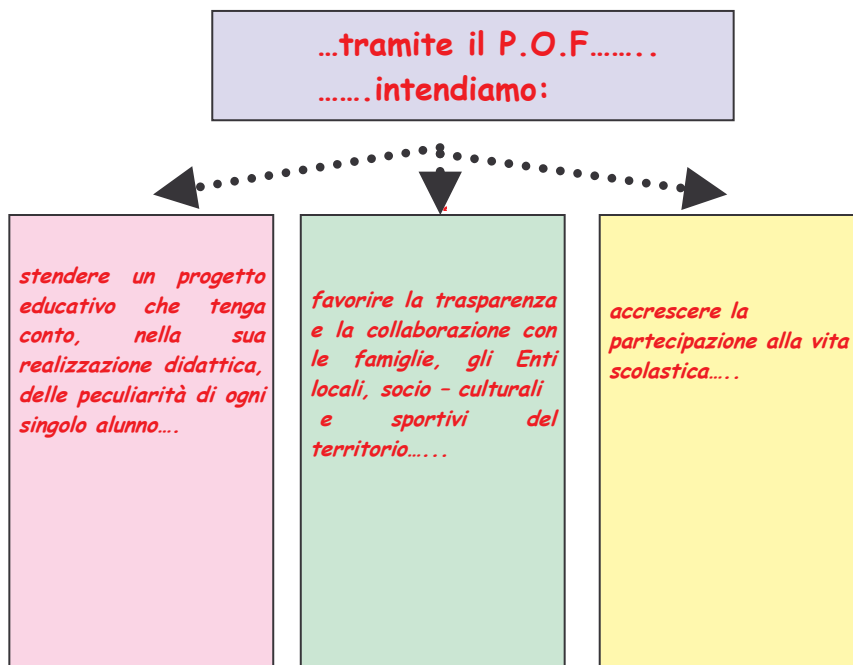 …tramite il P.O.F……..
…….intendiamo:
stendere un progetto
educativo che tenga
conto, nella sua
realizzazione didattica,
delle peculiarità di ogni
singolo alunno….
favorire la trasparenza
e la collaborazione con
le famiglie, gli Enti
locali, socio – culturali
e sportivi del
territorio…...
accrescere la
partecipazione alla vita
scolastica…..